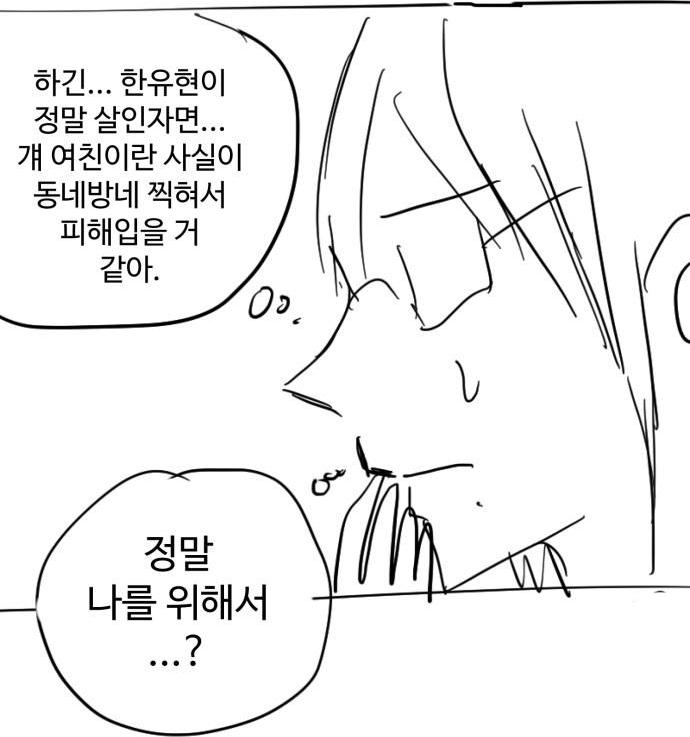 하긴... 한유현이
정말 살인자면...
걔 여친이란 사실이
동네방네 찍혀서
피해입을 거
같아.
정말
나를 위해서
...?